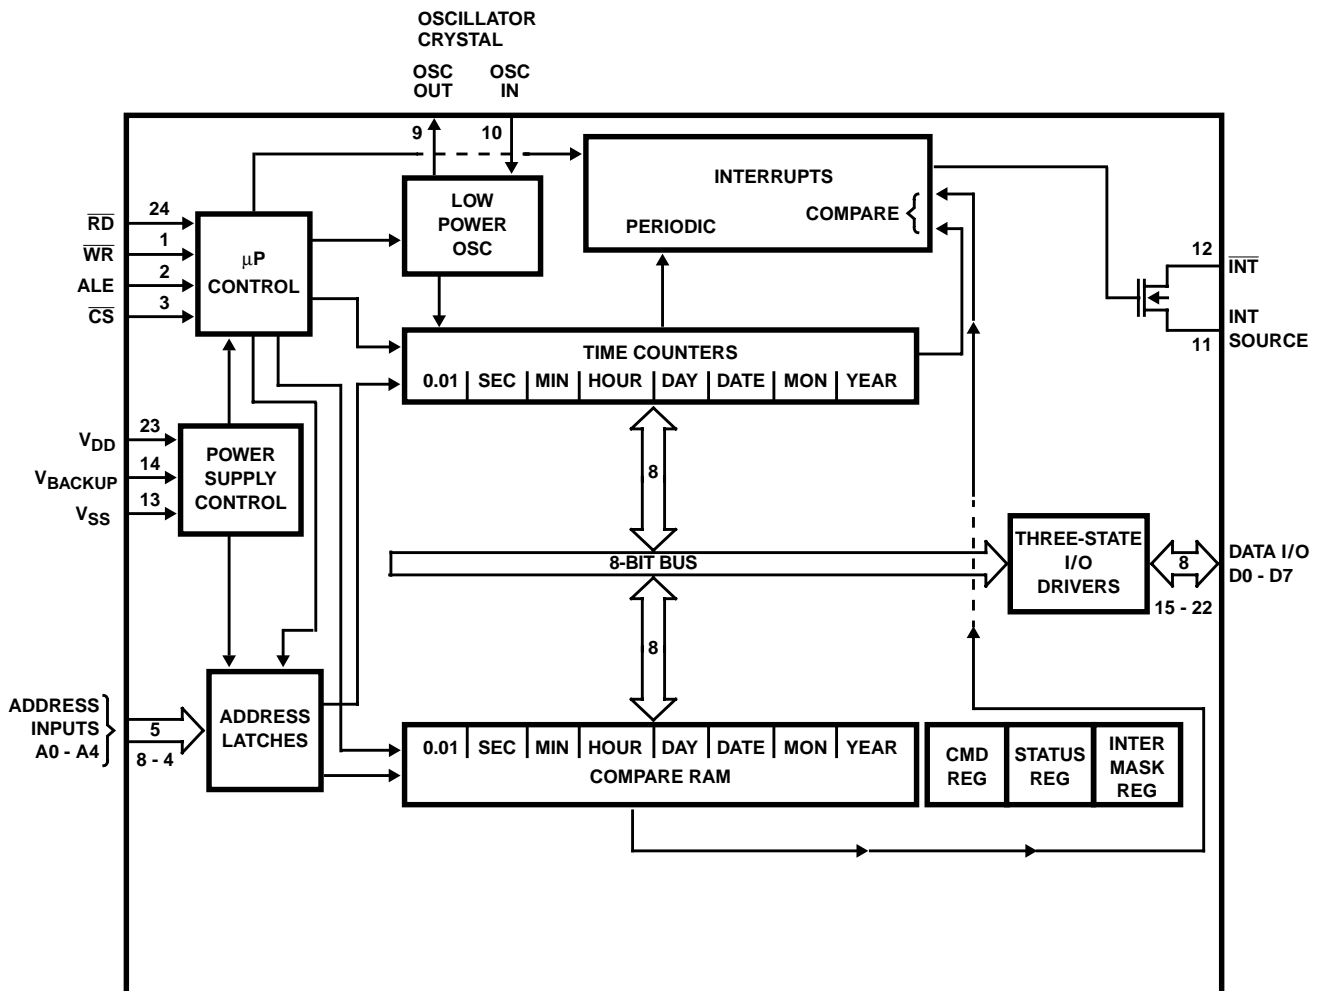 OSCILLATOR
CRYSTAL
OSC
OUT
OSC
IN
9
10
INTERRUPTS
COMPARE
PERIODIC
LOW
POWER
OSC
R̅D̅
24
W̅R̅
1
ALE
2
C̅S̅
3
μP
CONTROL
12
I̅N̅T̅
INT
SOURCE
11
TIME COUNTERS
0.01 SEC MIN HOUR DAY DATE MON YEAR
VDD
23
VBACKUP
14
VSS
13
POWER
SUPPLY
CONTROL
8
8-BIT BUS
THREE-STATE
I/O
DRIVERS
8
DATA I/O
D0 - D7
15 - 22
8
ADDRESS
INPUTS
A0 - A4
5
8 - 4
ADDRESS
LATCHES
0.01 SEC MIN HOUR DAY DATE MON YEAR
COMPARE RAM
CMD
REG
STATUS
REG
INTER
MASK
REG